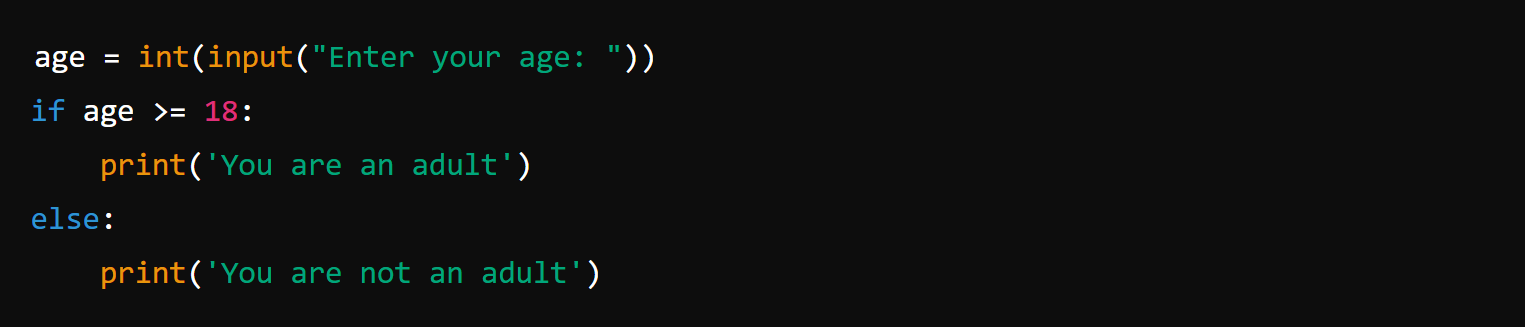 age = int(input("Enter your age: "))
if age >= 18:
    print('You are an adult')
else:
    print('You are not an adult')